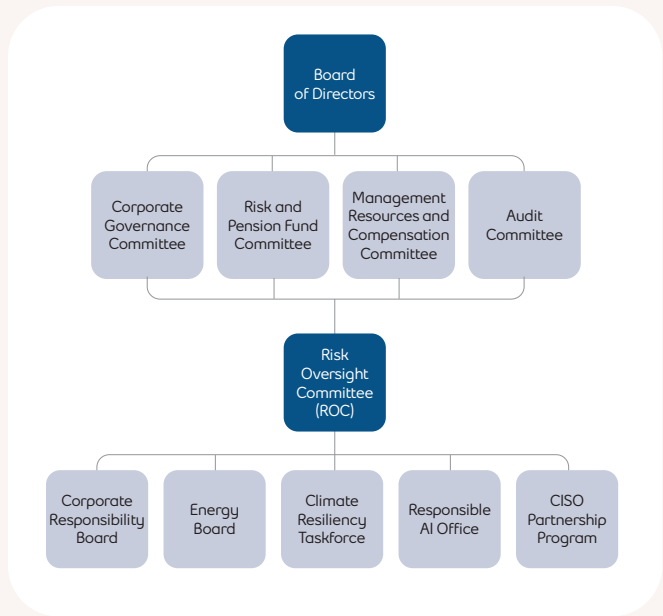 Board
of Directors
Corporate
Governance
Committee
Risk and
Pension Fund
Committee
Management
Resources and
Compensation
Committee
Audit
Committee
Risk
Oversight
Committee
(ROC)
Corporate
Responsibility
Board
Energy
Board
Climate
Resiliency
Taskforce
Responsible
AI Office
CISO
Partnership
Program